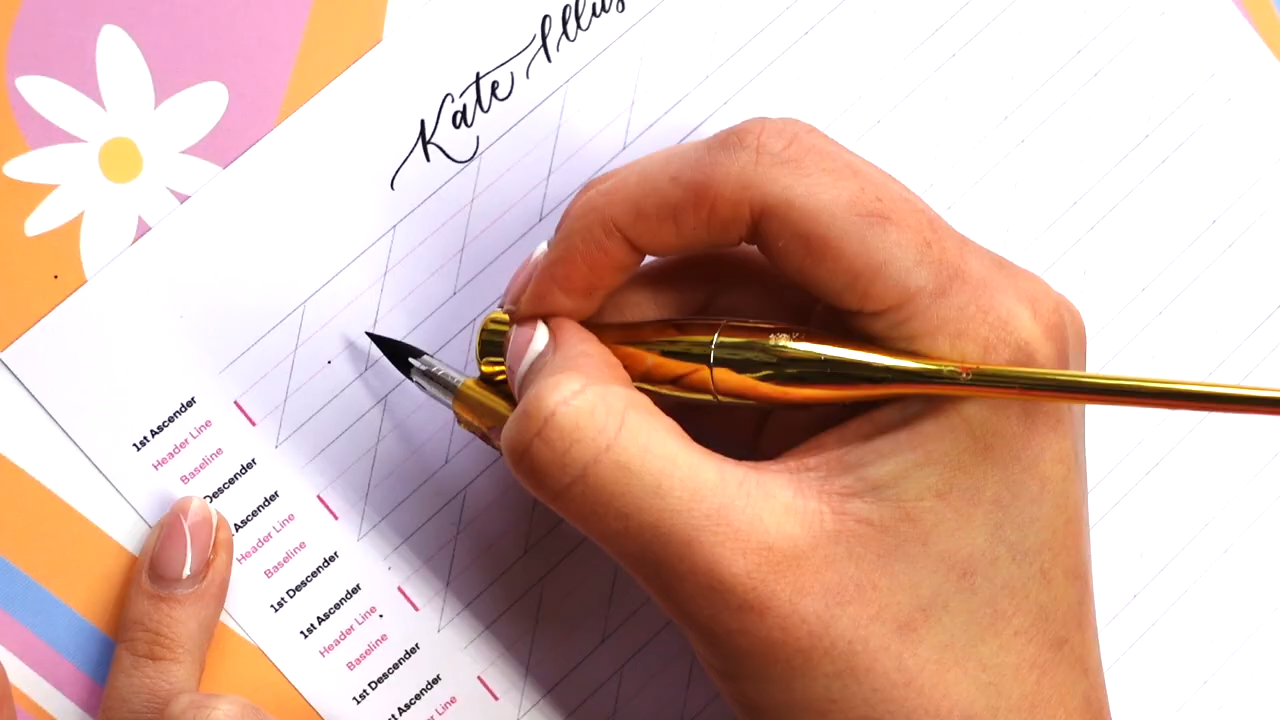 Kate
1st Ascender
Header Line
Baseline
Descender
Ascender
Header Line
Baseline
1st Descender
1st Ascender
Header Line
Baseline
1st Descender
Ascender
Line